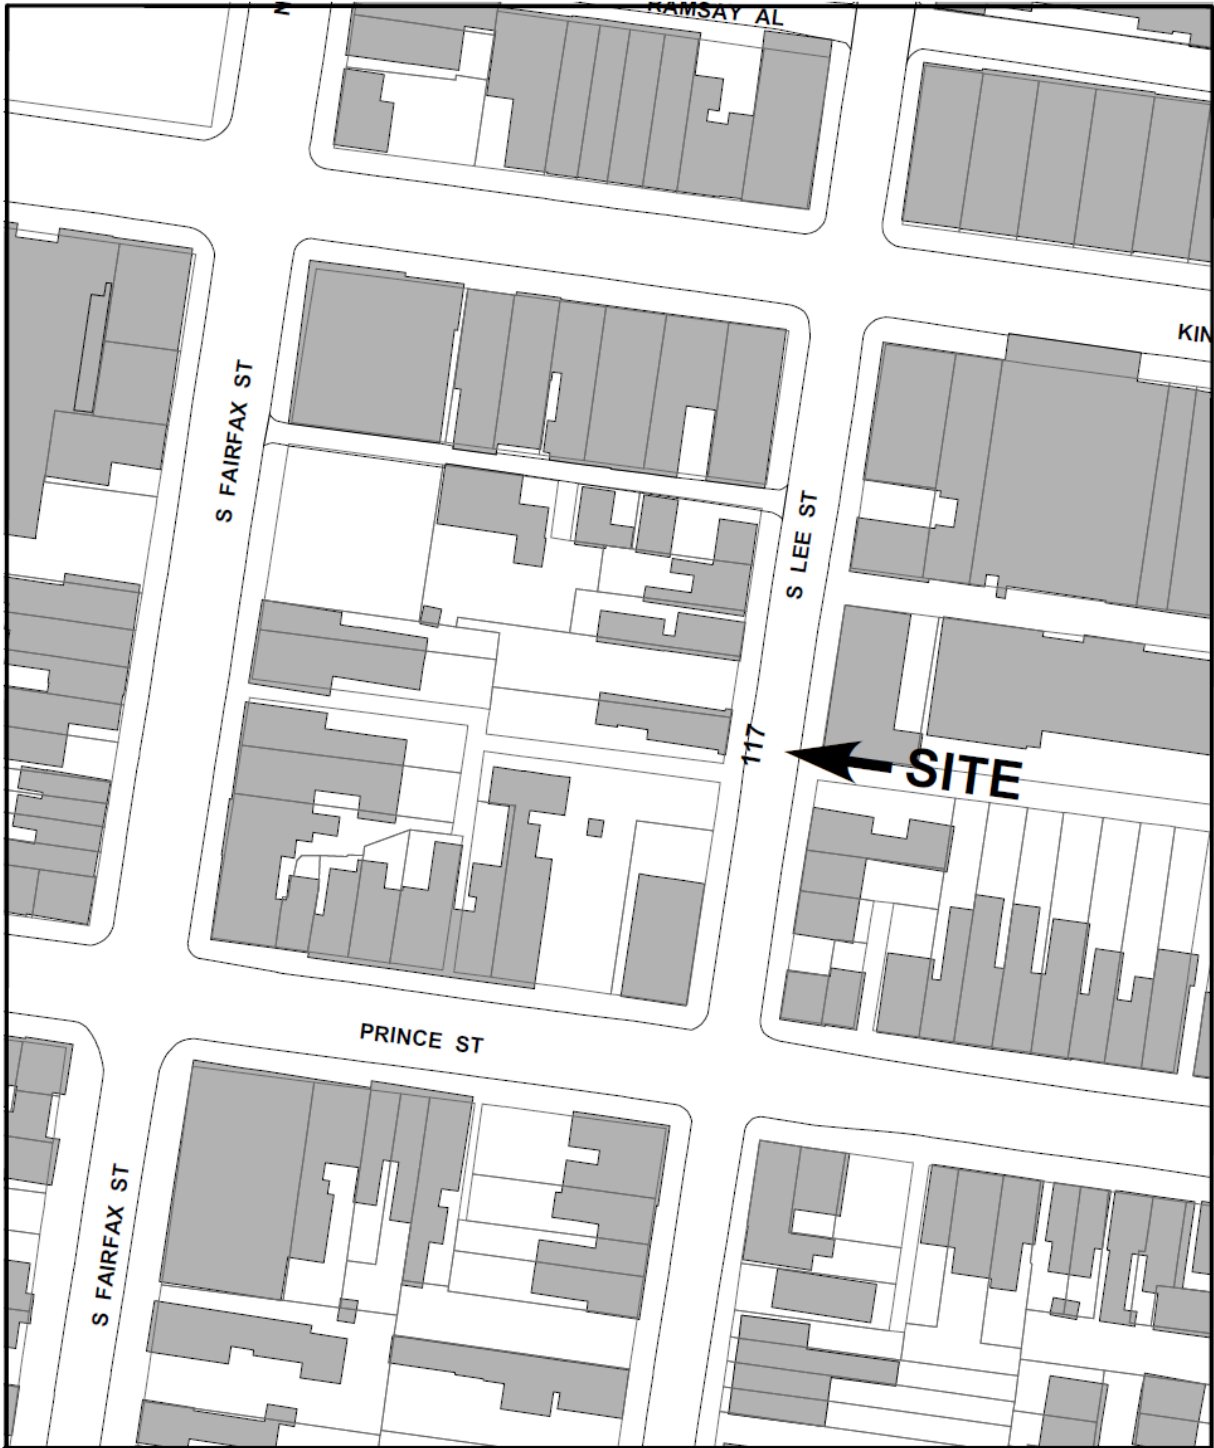 RAMSAY AL
KIN
S FAIRFAX ST
S LEE ST
117
SITE
PRINCE ST
S FAIRFAX ST